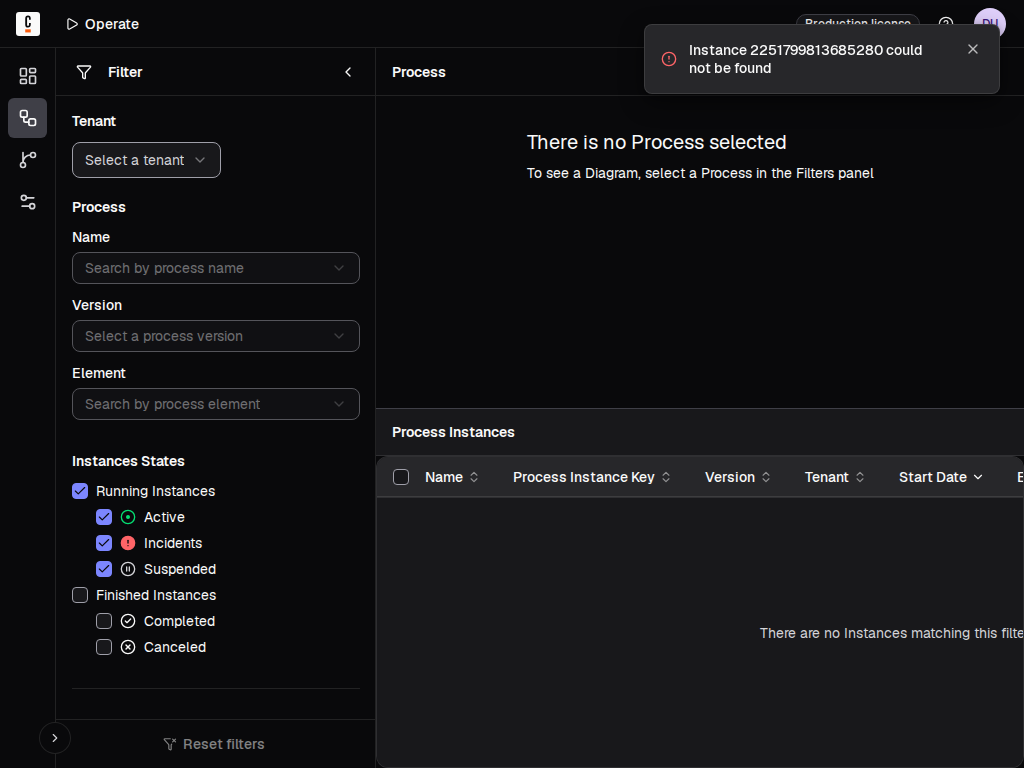 Operate
Production license
DU
Instance 2251799813685280 could
not be found
Filter
Process
Tenant
Select a tenant
There is no Process selected
To see a Diagram, select a Process in the Filters panel
Process
Name
Search by process name
Version
Select a process version
Element
Search by process element
Instances States
Running Instances
Active
Incidents
Suspended
Finished Instances
Completed
Canceled
Reset filters
Process Instances
Name
Process Instance Key
Version
Tenant
Start Date
There are no Instances matching this filte